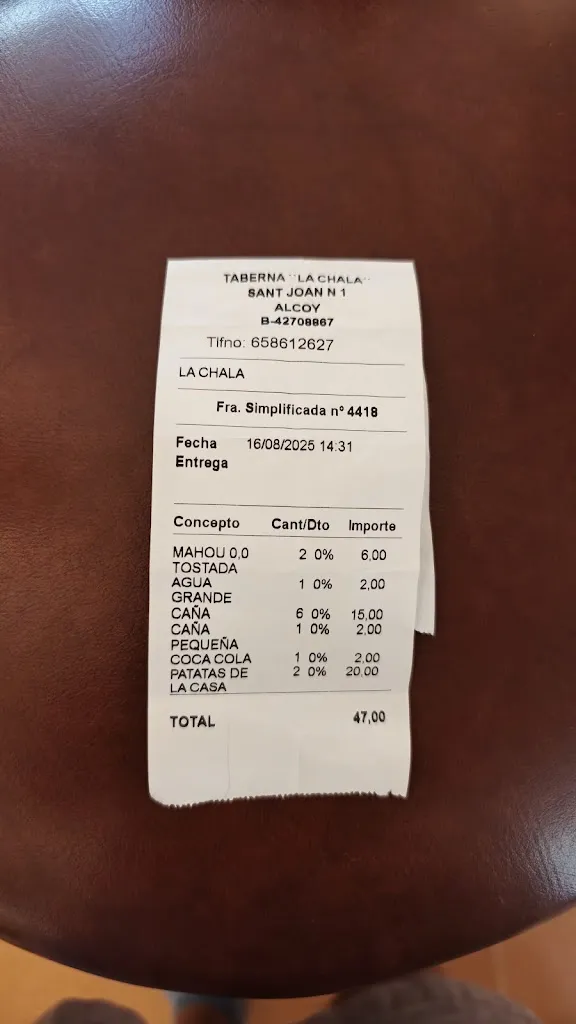 TABERNA ¨LA CHALA¨
SANT JOAN N 1
ALCOY
B-42708867
Tlfno: 658612627
LA CHALA
Fra. Simplificada nº 4418
Fecha 16/08/2025 14:31
Entrega
Concepto Cant/Dto Importe
MAHOU 0,0 2 0% 6,00
TOSTADA
AGUA 1 0% 2,00
GRANDE
CAÑA 6 0% 15,00
CAÑA 1 0% 2,00
PEQUEÑA
COCA COLA 1 0% 2,00
PATATAS DE 2 0% 20,00
LA CASA
TOTAL 47,00